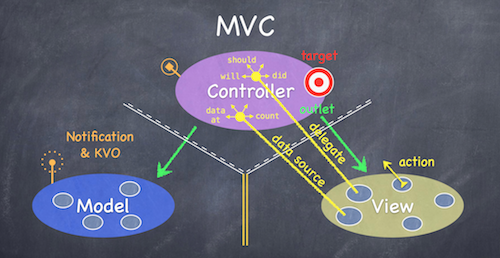 MVC
should
will
did
target
Controller
data
at
count
outlet
Notification
& KVO
delegate
data source
action
Model
View